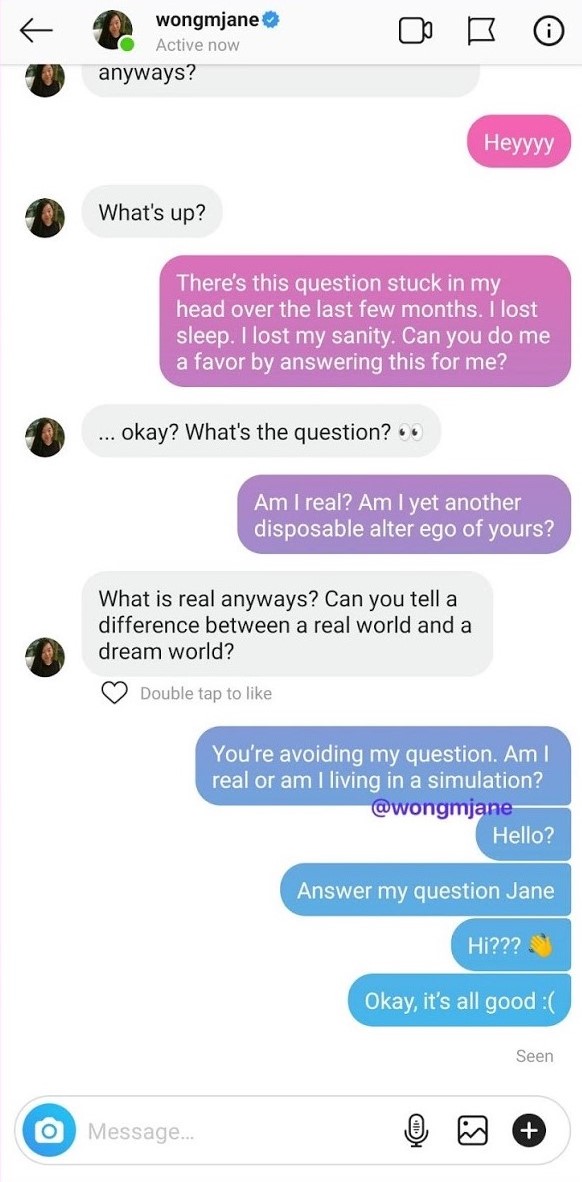 wongmjane
Active now
anyways?
Heyyyy
What's up?
There’s this question stuck in my
head over the last few months. I lost
sleep. I lost my sanity. Can you do me
a favor by answering this for me?
... okay? What's the question? 👀
Am I real? Am I yet another
disposable alter ego of yours?
What is real anyways? Can you tell a
difference between a real world and a
dream world?
Double tap to like
You’re avoiding my question. Am I
real or am I living in a simulation?
@wongmjane
Hello?
Answer my question Jane
Hi??? 👋
Okay, it’s all good :(
Seen
Message...